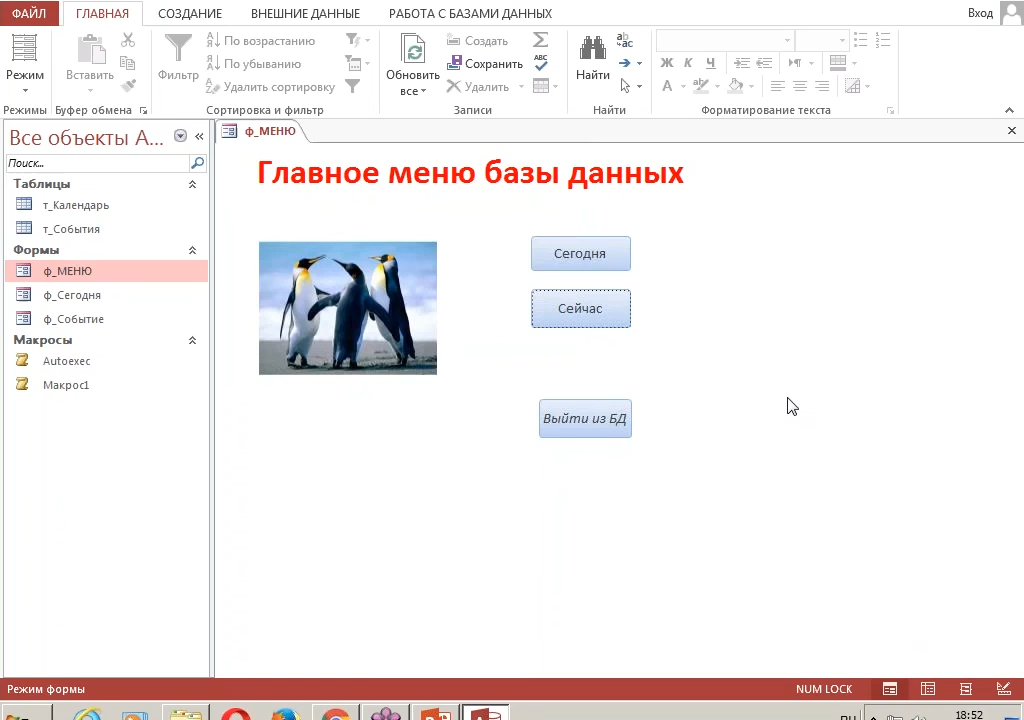 ФАЙЛ ГЛАВНАЯ СОЗДАНИЕ ВНЕШНИЕ ДАННЫЕ РАБОТА С БАЗАМИ ДАННЫХ Вход
Режим
Режимы
Вставить
Буфер обмена
Фильтр
По возрастанию
По убыванию
Удалить сортировку
Сортировка и фильтр
Обновить
все
Создать
Сохранить
Удалить
Записи
Найти
Найти
Ж К Ч
А
Форматирование текста
Все объекты A...
Поиск...
Таблицы
т_Календарь
т_События
Формы
ф_МЕНЮ
ф_Сегодня
ф_Событие
Макросы
Autoexec
Макрос1
ф_МЕНЮ
Главное меню базы данных
Сегодня
Сейчас
Выйти из БД
Режим формы
NUM LOCK
18:52